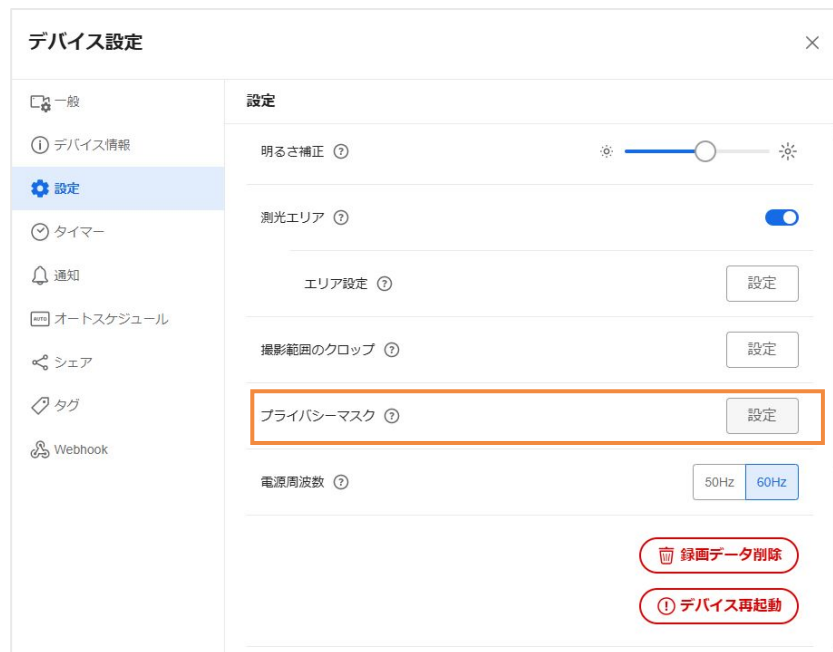 デバイス設定
一般
デバイス情報
設定
タイマー
通知
AUTO オートスケジュール
シェア
タグ
Webhook
設定
明るさ補正 ?
測光エリア ?
エリア設定 ? 設定
撮影範囲のクロップ ? 設定
プライバシーマスク ? 設定
電源周波数 ? 50Hz 60Hz
録画データ削除
デバイス再起動